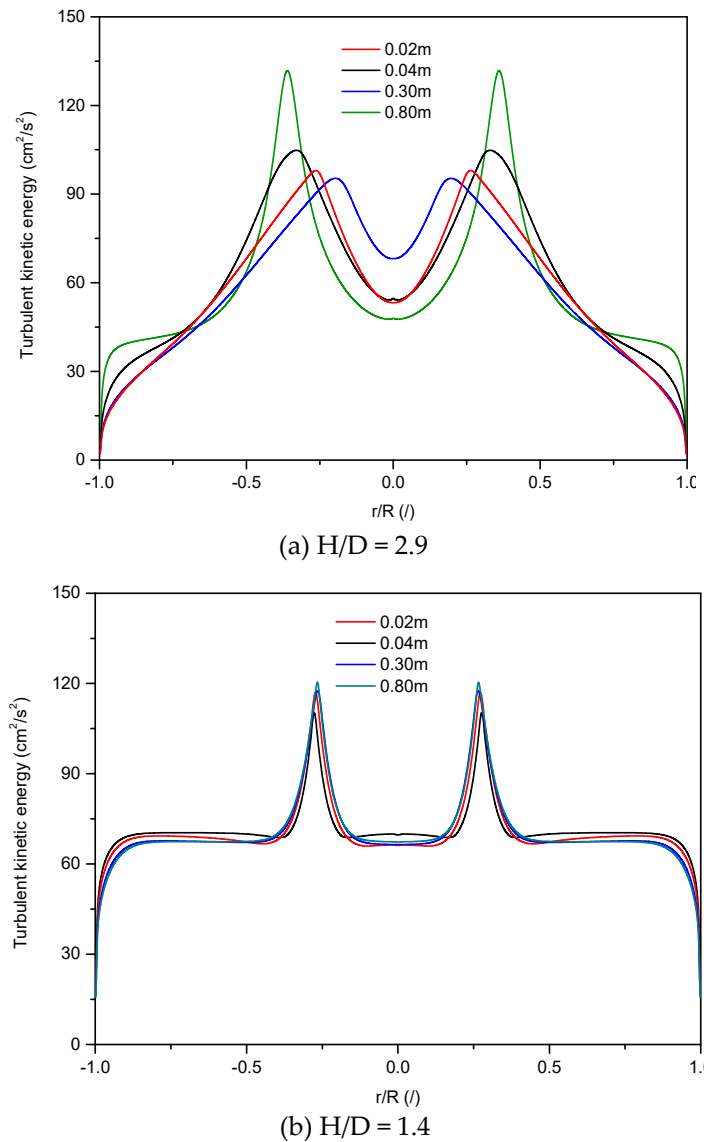 150
120
90
60
30
0
Turbulent kinetic energy (cm²/s²)
0.02m
0.04m
0.30m
0.80m
-1.0
-0.5
0.0
0.5
1.0
r/R (/)
(a) H/D = 2.9
150
120
90
60
30
0
Turbulent kinetic energy (cm²/s²)
0.02m
0.04m
0.30m
0.80m
-1.0
-0.5
0.0
0.5
1.0
r/R (/)
(b) H/D = 1.4